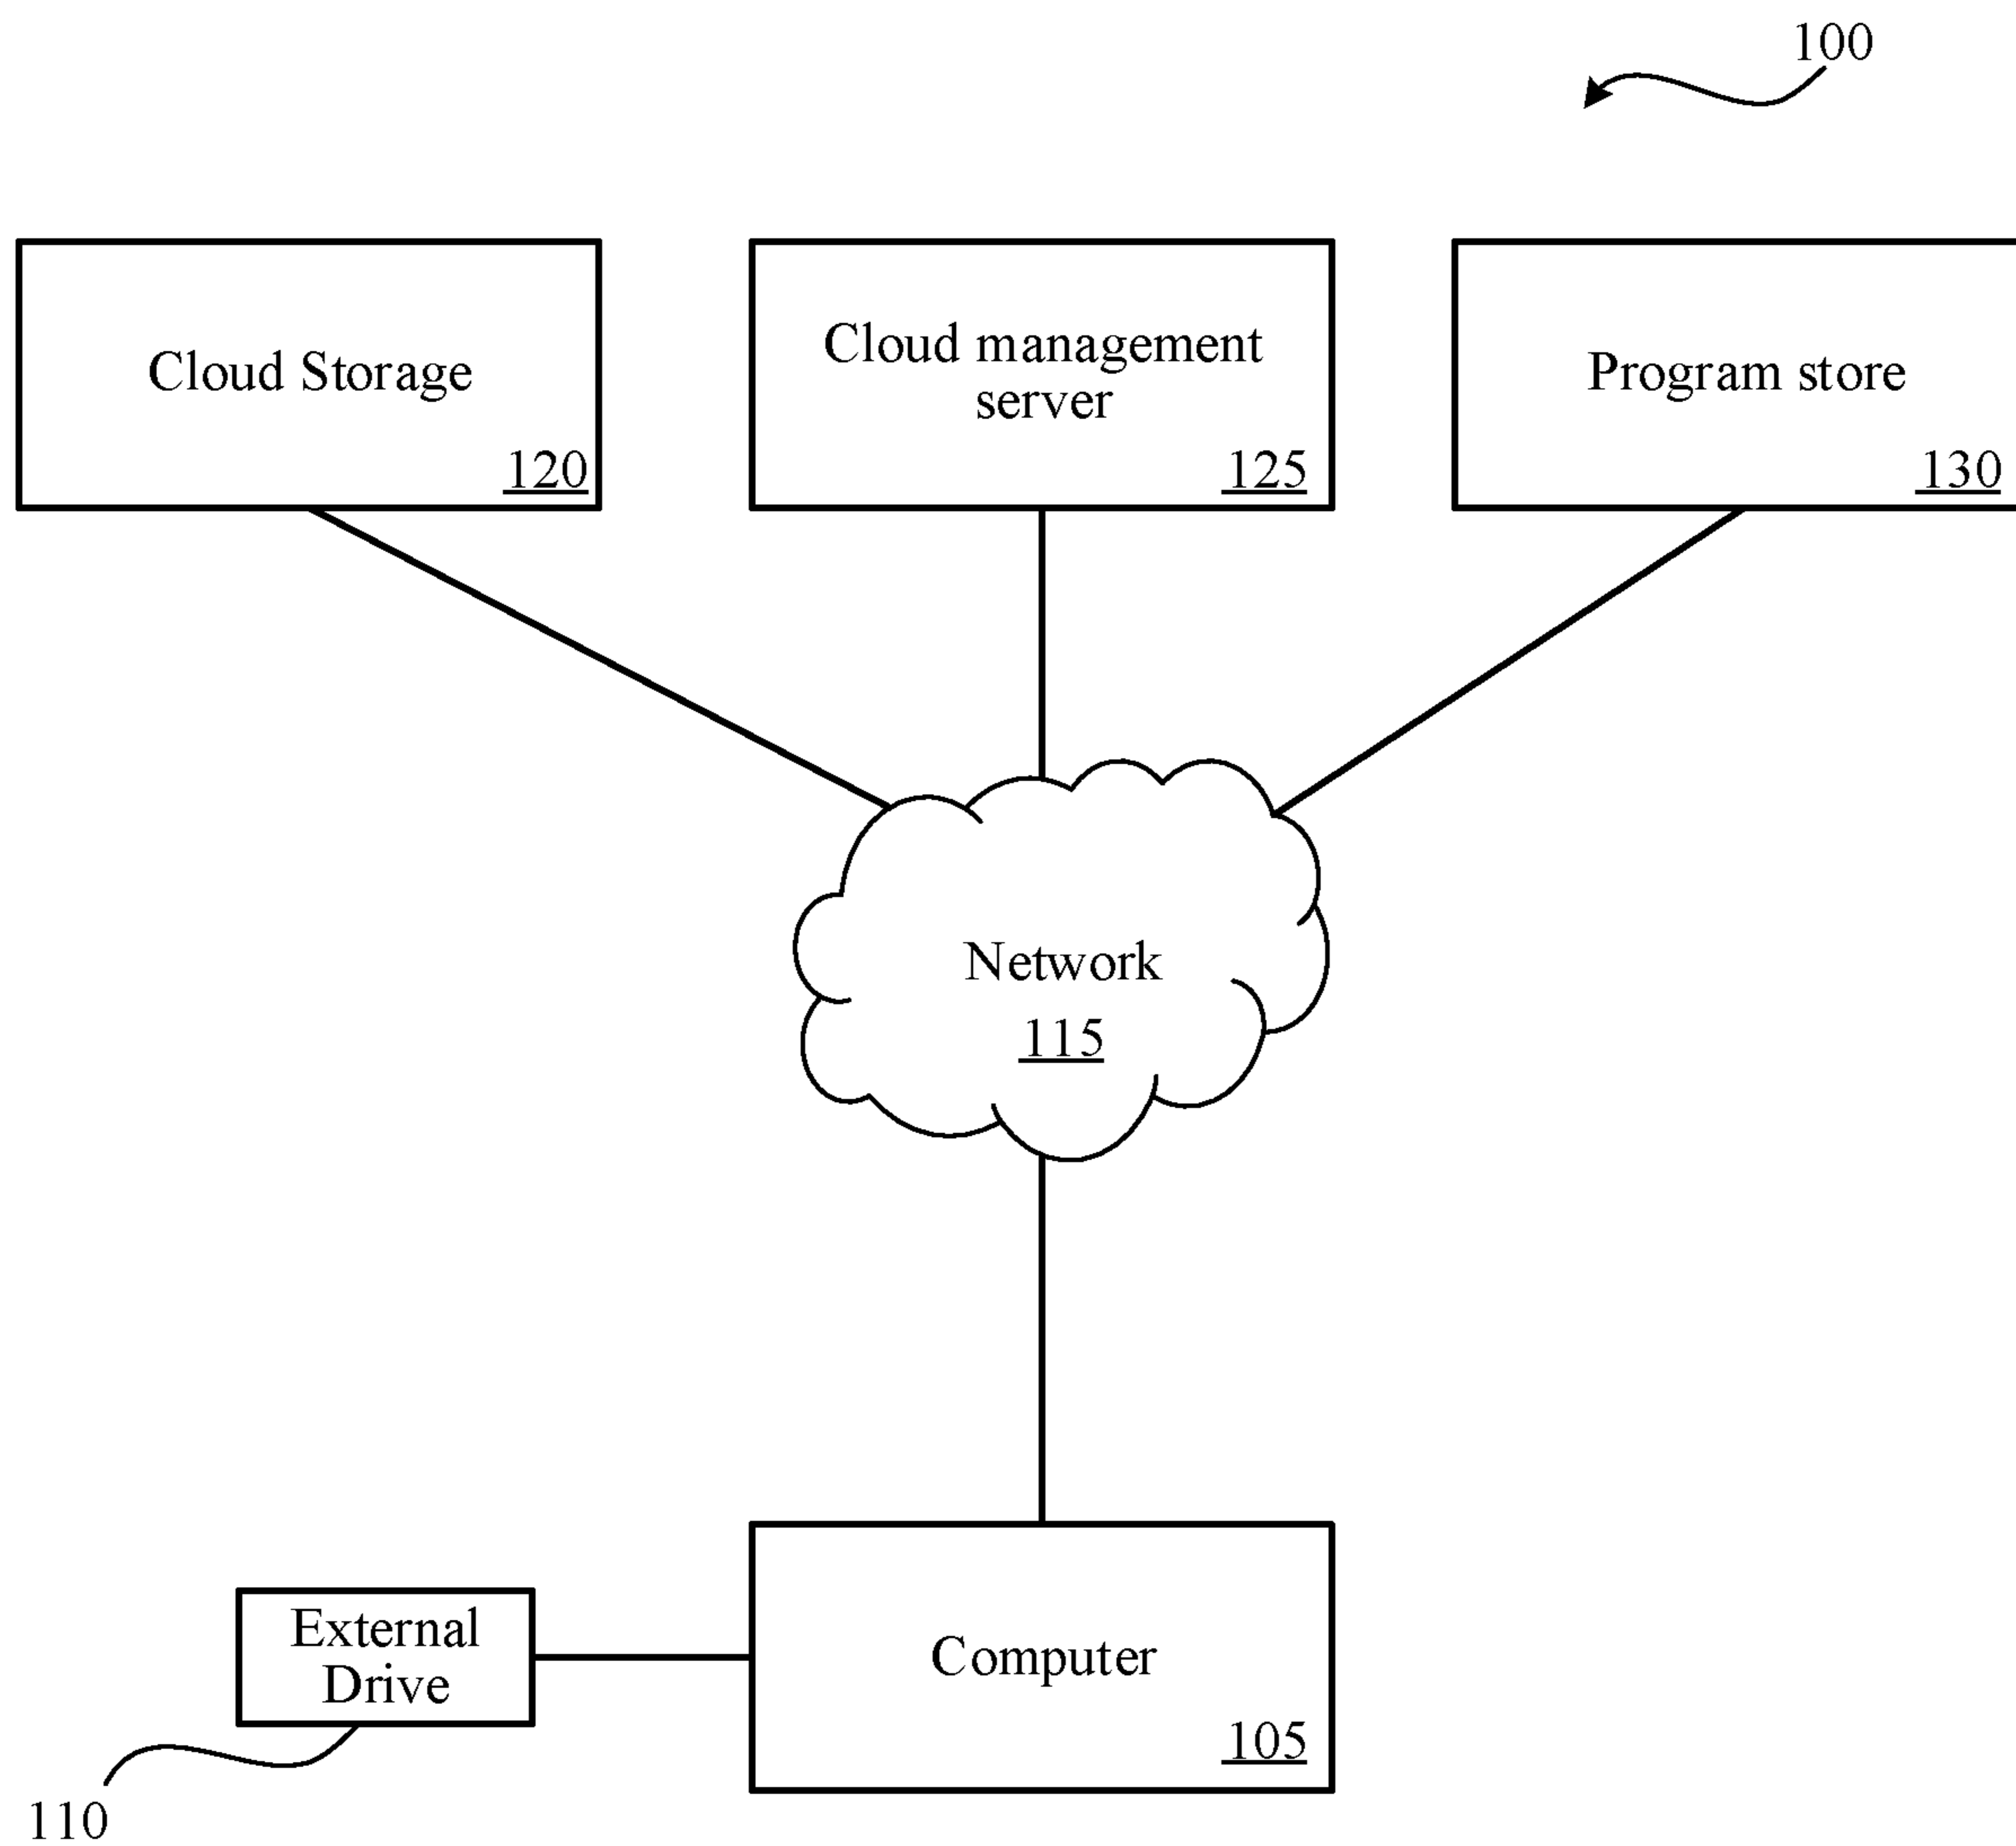 100
Cloud Storage
120
Cloud management
server
125
Program store
130
Network
115
External
Drive
110
Computer
105